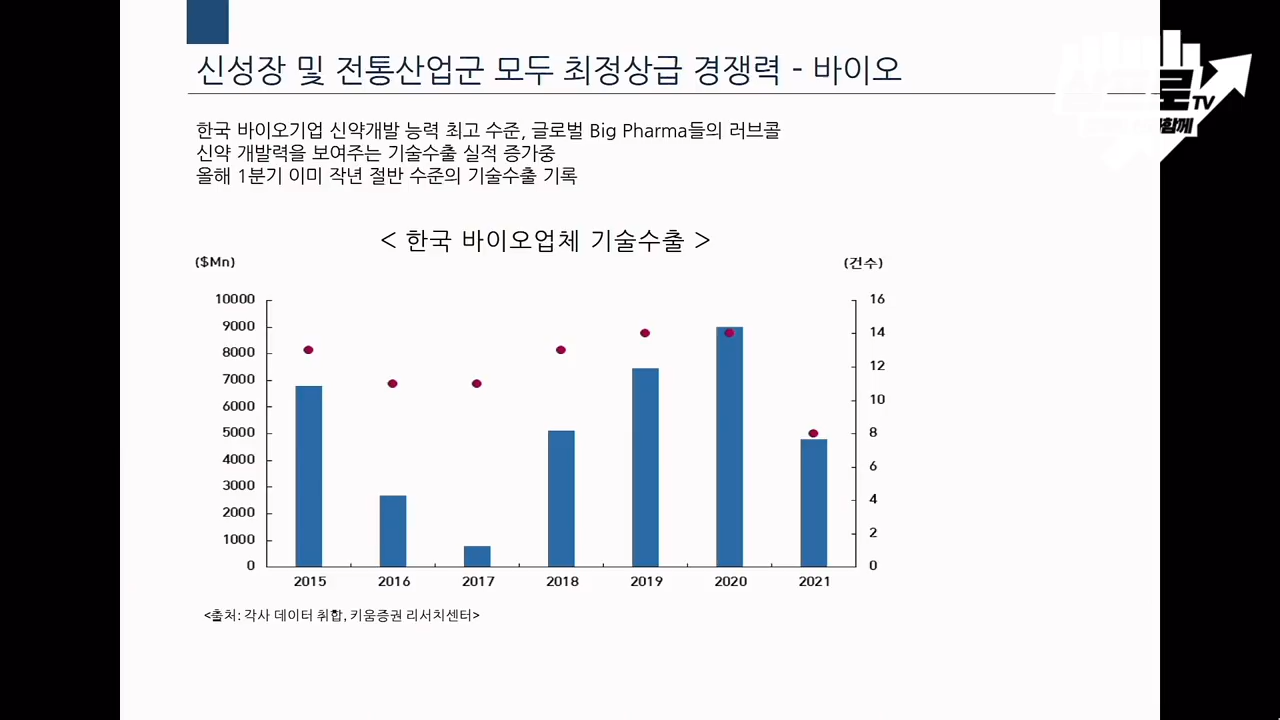 신성장 및 전통산업군 모두 최정상급 경쟁력 - 바이오
로TV
함께
한국 바이오기업 신약개발 능력 최고 수준, 글로벌 Big Pharma들의 러브콜
신약 개발력을 보여주는 기술수출 실적 증가중
올해 1분기 이미 작년 절반 수준의 기술수출 기록
< 한국 바이오업체 기술수출 >
($Mn) (건수)
10000 16
9000 14
8000 12
7000 10
6000 8
5000 6
4000 4
3000 2
2000 0
1000
0
2015 2016 2017 2018 2019 2020 2021
<출처: 각사 데이터 취합, 키움증권 리서치센터>